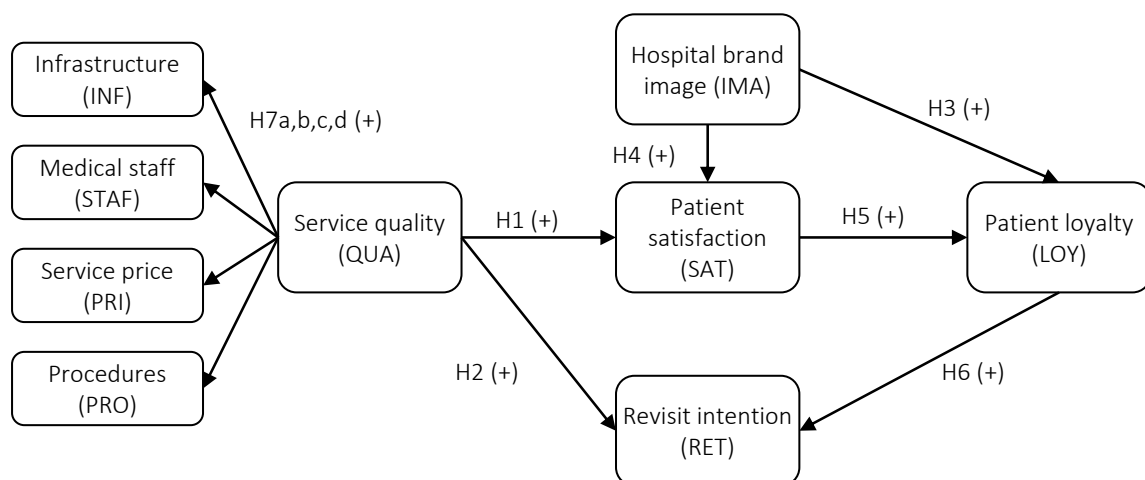 Infrastructure
(INF)
H7a,b,c,d (+)
Medical staff
(STAF)
Service price
(PRI)
Procedures
(PRO)
Service quality
(QUA)
H1 (+)
H2 (+)
Hospital brand
image (IMA)
H3 (+)
H4 (+)
Patient
satisfaction
(SAT)
H5 (+)
Patient loyalty
(LOY)
H6 (+)
Revisit intention
(RET)